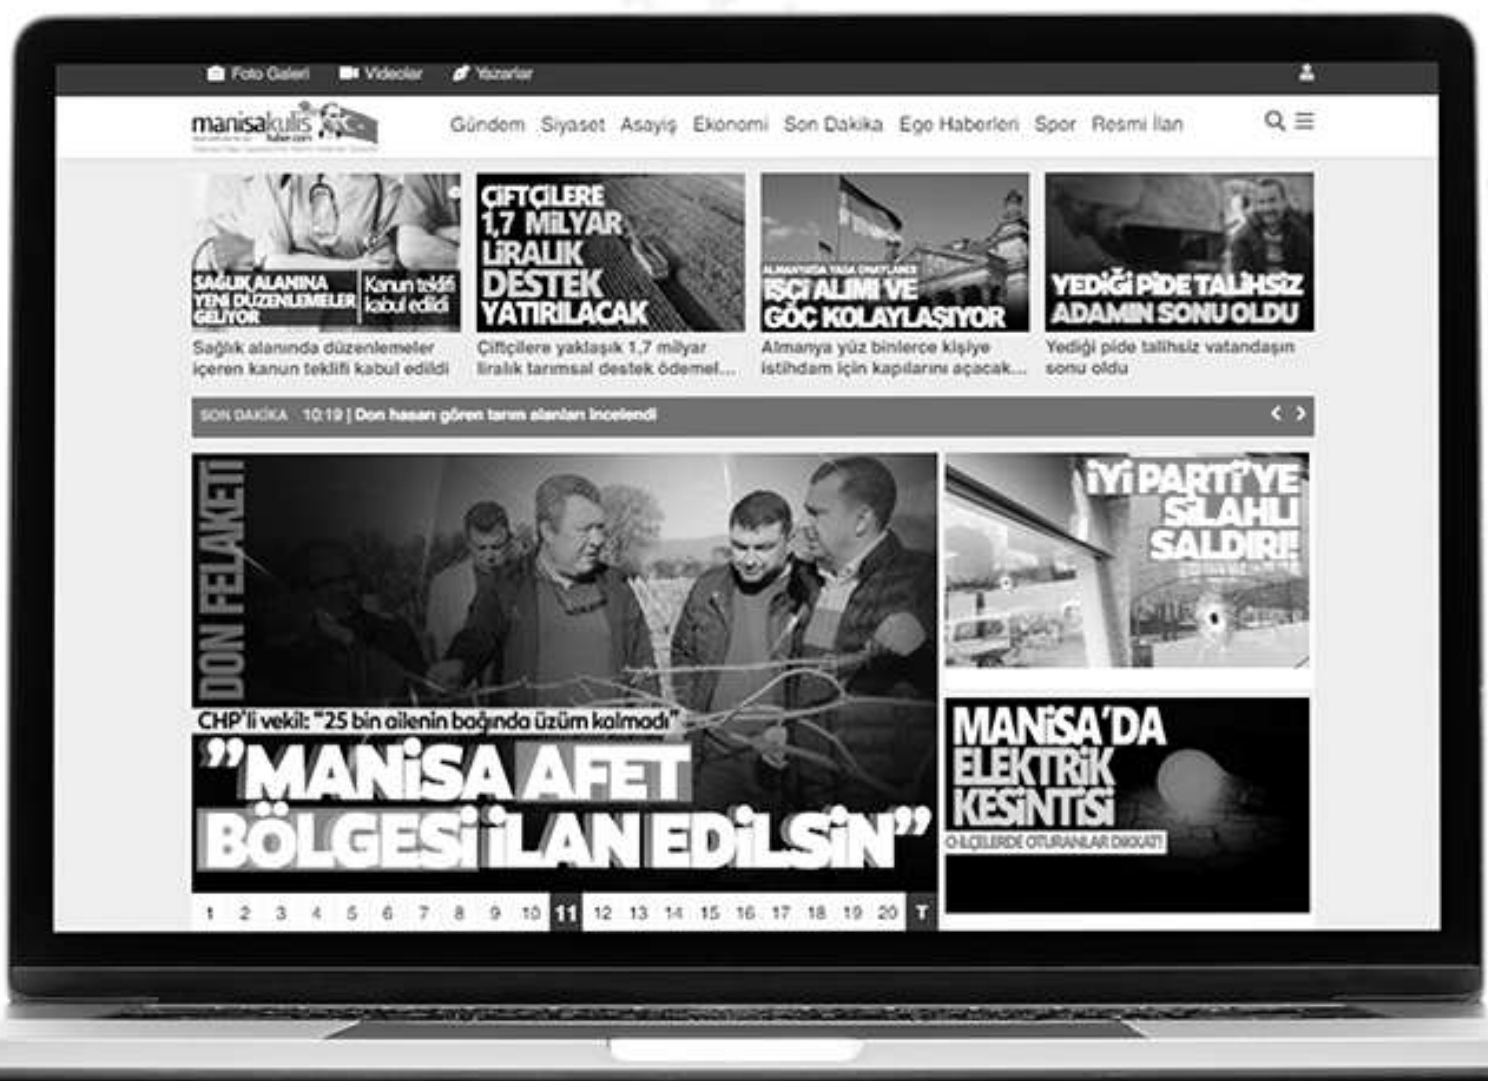 Foto Galeri Videolar Yazarlar
manisakulis
haber.com
Gündem Siyaset Asayiş Ekonomi Son Dakika Ege Haberleri Spor Resmi İlan
SAĞLIK ALANINA
YENİ DÜZENLEMELER
GELİYOR
Kanun teklifi
kabul edildi
Sağlık alanında düzenlemeler
içeren kanun teklifi kabul edildi
ÇİFTÇİLERE
1,7 MİLYAR
LİRALIK
DESTEK
YATIRILACAK
Çiftçilere yaklaşık 1,7 milyar
liralık tarımsal destek ödemel...
ALMANYA'DA YASA ONAYLANDI
İŞÇİ ALIMI VE
GÖÇ KOLAYLAŞIYOR
Almanya yüz binlerce kişiye
istihdam için kapılarını açacak...
YEDİĞİ PİDE TALİHSİZ
ADAMIN SONU OLDU
Yediği pide talihsiz vatandaşın
sonu oldu
SON DAKİKA 10:19 | Don hasarı gören tarım alanları incelendi
DON FELAKETİ
CHP'li vekil: "25 bin ailenin bağında üzüm kalmadı"
"MANİSA AFET
BÖLGESİ İLAN EDİLSİN"
1 2 3 4 5 6 7 8 9 10 11 12 13 14 15 16 17 18 19 20 T
İYİ PARTİ'YE
SİLAHLI
SALDIRI!
MANİSA'DA
ELEKTRİK
KESİNTİSİ
O İLÇELERDE OTURANLAR DİKKAT!